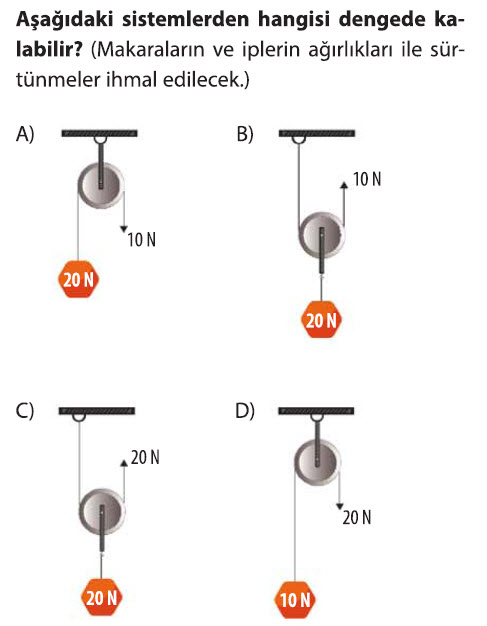 Aşağıdaki sistemlerden hangisi dengede ka-
labilir? (Makaraların ve iplerin ağırlıkları ile sür-
tünmeler ihmal edilecek.)
A)
10 N
20 N
B)
10 N
20 N
C)
20 N
20 N
D)
20 N
10 N